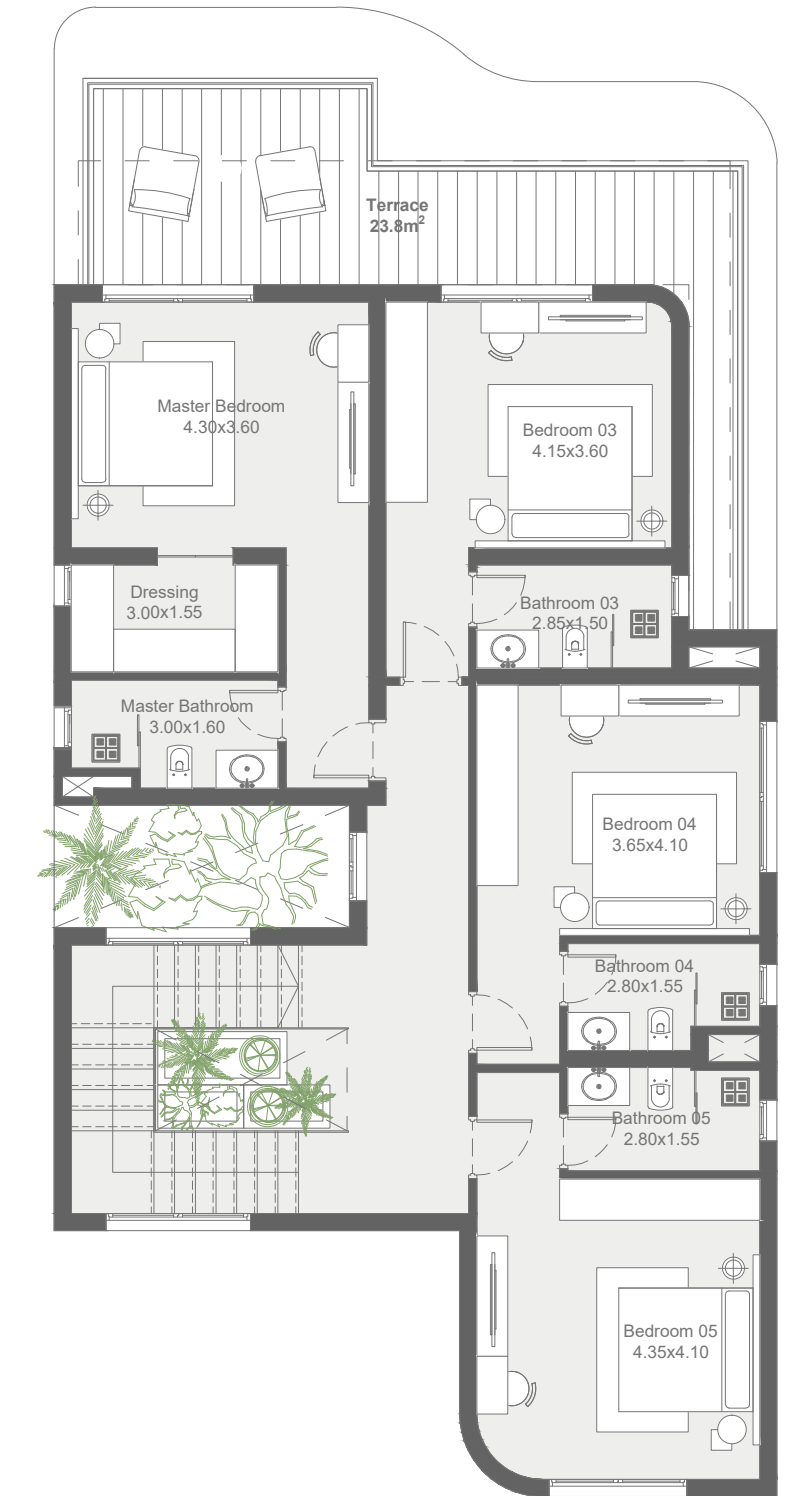 Terrace
23.8m²
Master Bedroom
4.30x3.60
Bedroom 03
4.15x3.60
Dressing
3.00x1.55
Bathroom 03
2.85x1.50
Master Bathroom
3.00x1.60
Bedroom 04
3.65x4.10
Bathroom 04
2.80x1.55
Bathroom 05
2.80x1.55
Bedroom 05
4.35x4.10